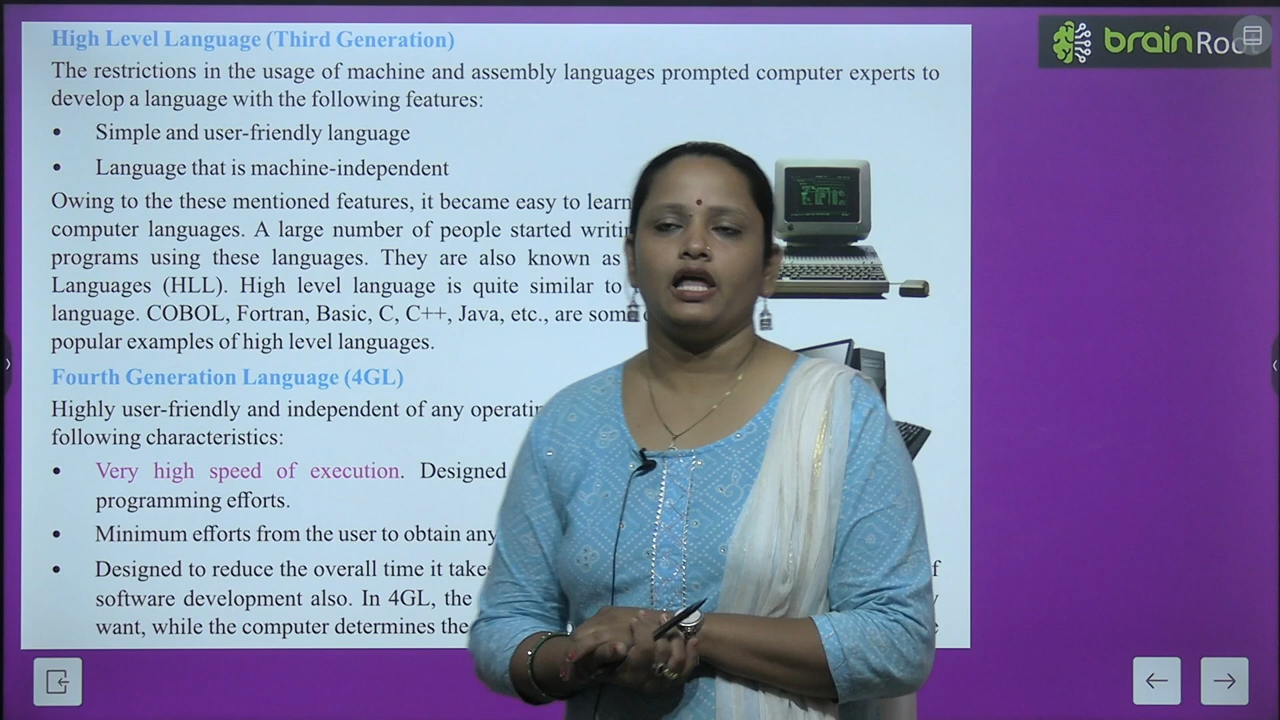 High Level Language (Third Generation)
brainRoo
The restrictions in the usage of machine and assembly languages prompted computer experts to
develop a language with the following features:
• Simple and user-friendly language
• Language that is machine-independent
Owing to the these mentioned features, it became easy to learn
computer languages. A large number of people started
programs using these languages. They are also known as
Languages (HLL). High level language is quite similar to
language. COBOL, Fortran, Basic, C, C++, Java, etc., are some
popular examples of high level languages.
Fourth Generation Language (4GL)
Highly user-friendly and independent of any
following characteristics:
• Very high speed of execution. Designed
programming efforts.
• Minimum efforts from the user to obtain any
• Designed to reduce the overall time it
software development also. In 4GL, the
want, while the computer determines the